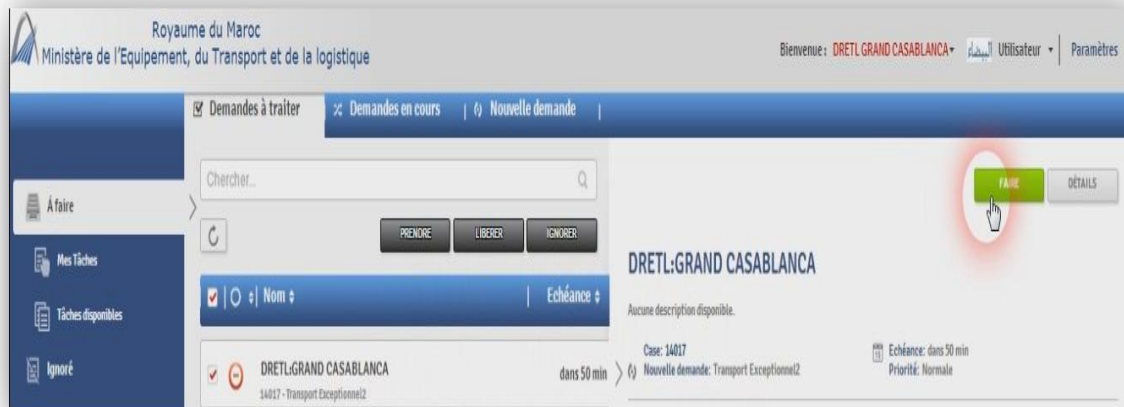 Royaume du Maroc
Ministère de l'Equipement, du Transport et de la logistique
Bienvenue : DRETL GRAND CASABLANCA
البيضاء Utilisateur
Paramètres
Demandes à traiter
Demandes en cours
Nouvelle demande
À faire
Mes Tâches
Tâches disponibles
Ignoré
Chercher...
PRENDRE LIBERER IGNORER
Nom Echéance
DRETL:GRAND CASABLANCA dans 50 min
14017 - Transport Exceptionnel2
FAIRE DÉTAILS
DRETL:GRAND CASABLANCA
Aucune description disponible.
Case: 14017
Nouvelle demande: Transport Exceptionnel2
Echéance: dans 50 min
Priorité: Normale